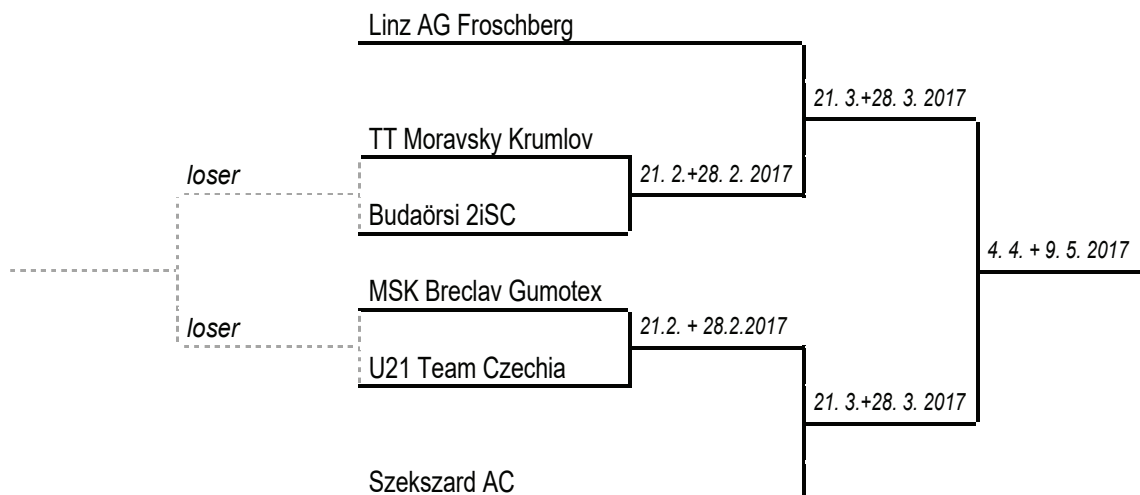 Linz AG Froschberg
21. 3.+28. 3. 2017
TT Moravsky Krumlov
loser
21. 2.+28. 2. 2017
Budaörsi 2iSC
4. 4. + 9. 5. 2017
MSK Breclav Gumotex
loser
21.2. + 28.2.2017
U21 Team Czechia
21. 3.+28. 3. 2017
Szekszard AC